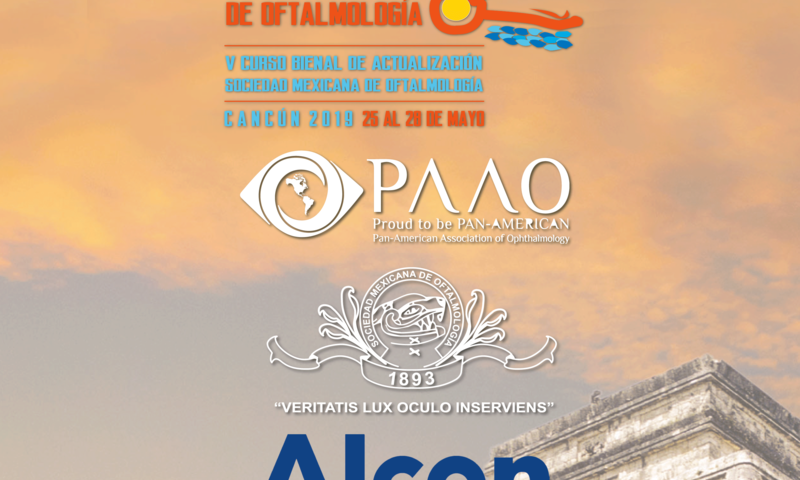 DE OFTALMOLOGÍA
V CURSO BIENAL DE ACTUALIZACIÓN
SOCIEDAD MEXICANA DE OFTALMOLOGÍA
CANCÚN 2019 25 AL 28 DE MAYO
PAAO
Proud to be PAN-AMERICAN
Pan-American Association of Ophthalmology
SOCIEDAD MEXICANA DE OFTALMOLOGÍA
1893
“VERITATIS LUX OCULO INSERVIENS”
Alcon